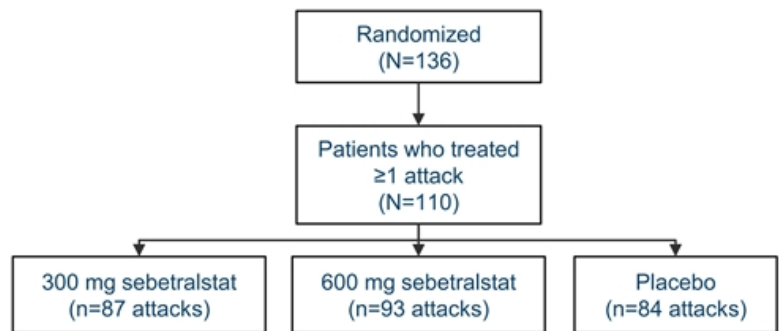 Randomized
(N=136)
Patients who treated
≥1 attack
(N=110)
300 mg sebetralstat
(n=87 attacks)
600 mg sebetralstat
(n=93 attacks)
Placebo
(n=84 attacks)